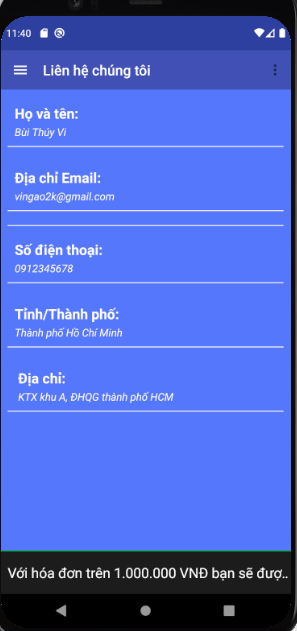 11:40
Liên hệ chúng tôi
Họ và tên:
Bùi Thúy Vi
Địa chỉ Email:
vingao2k@gmail.com
Số điện thoại:
0912345678
Tỉnh/Thành phố:
Thành phố Hồ Chí Minh
Địa chỉ:
KTX khu A, ĐHQG thành phố HCM
Với hóa đơn trên 1.000.000 VNĐ bạn sẽ đượ..